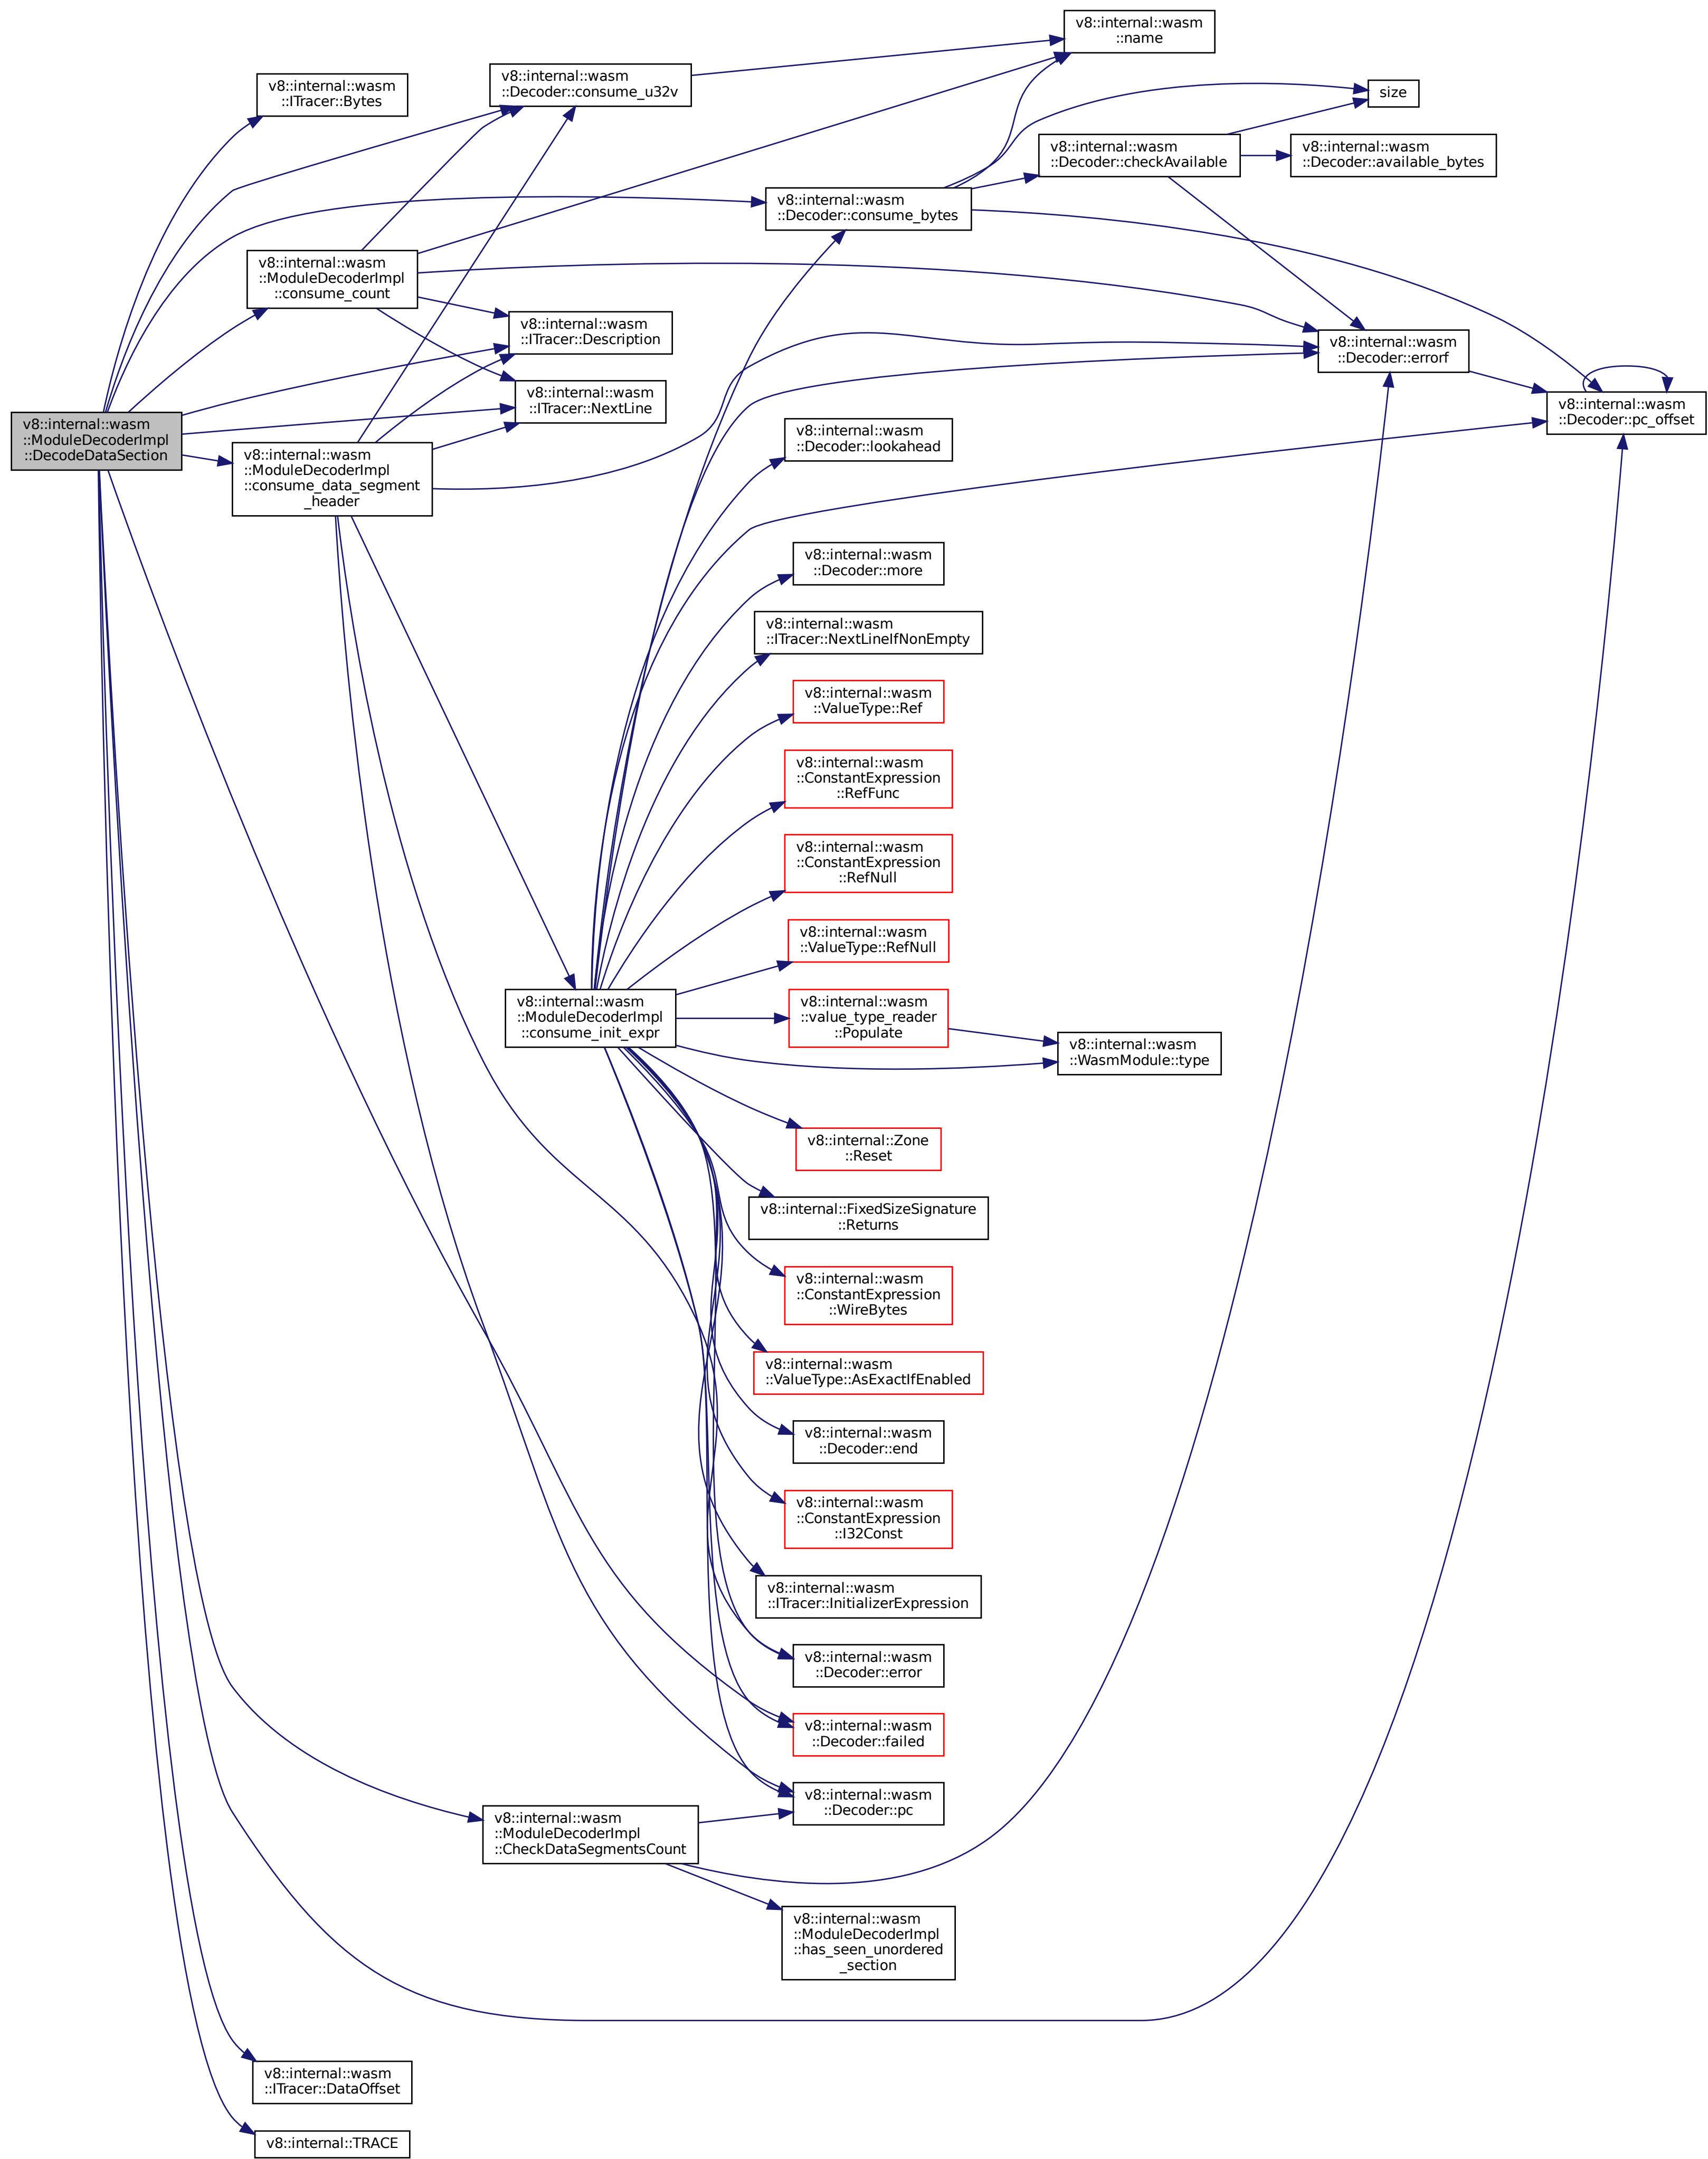 v8::internal::wasm
::name
v8::internal::wasm
::ITracer::Bytes
v8::internal::wasm
::Decoder::consume_u32v
size
v8::internal::wasm
::Decoder::checkAvailable
v8::internal::wasm
::Decoder::available_bytes
v8::internal::wasm
::Decoder::consume_bytes
v8::internal::wasm
::ModuleDecoderImpl
::consume_count
v8::internal::wasm
::ITracer::Description
v8::internal::wasm
::Decoder::errorf
v8::internal::wasm
::ITracer::NextLine
v8::internal::wasm
::Decoder::pc_offset
v8::internal::wasm
::ModuleDecoderImpl
::DecodeDataSection
v8::internal::wasm
::ModuleDecoderImpl
::consume_data_segment
_header
v8::internal::wasm
::Decoder::lookahead
v8::internal::wasm
::Decoder::more
v8::internal::wasm
::ITracer::NextLineIfNonEmpty
v8::internal::wasm
::ValueType::Ref
v8::internal::wasm
::ConstantExpression
::RefFunc
v8::internal::wasm
::ConstantExpression
::RefNull
v8::internal::wasm
::ValueType::RefNull
v8::internal::wasm
::ModuleDecoderImpl
::consume_init_expr
v8::internal::wasm
::value_type_reader
::Populate
v8::internal::wasm
::WasmModule::type
v8::internal::Zone
::Reset
v8::internal::FixedSizeSignature
::Returns
v8::internal::wasm
::ConstantExpression
::WireBytes
v8::internal::wasm
::ValueType::AsExactIfEnabled
v8::internal::wasm
::Decoder::end
v8::internal::wasm
::ConstantExpression
::I32Const
v8::internal::wasm
::ITracer::InitializerExpression
v8::internal::wasm
::Decoder::error
v8::internal::wasm
::Decoder::failed
v8::internal::wasm
::Decoder::pc
v8::internal::wasm
::ModuleDecoderImpl
::CheckDataSegmentsCount
v8::internal::wasm
::ModuleDecoderImpl
::has_seen_unordered
_section
v8::internal::wasm
::ITracer::DataOffset
v8::internal::TRACE